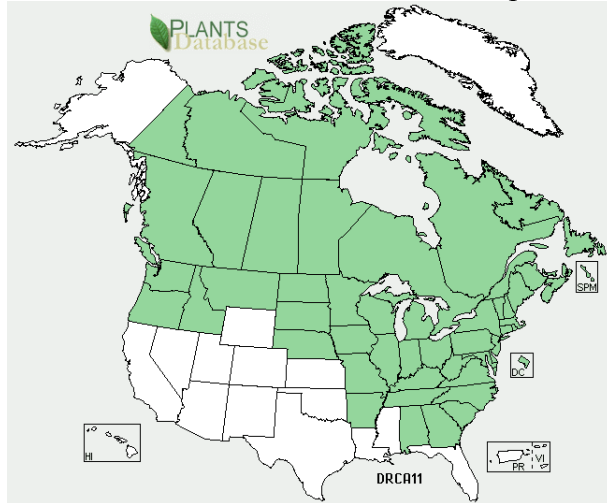 PLANTS
Database
SPM
DC
HI
PR
VI
DRCA11